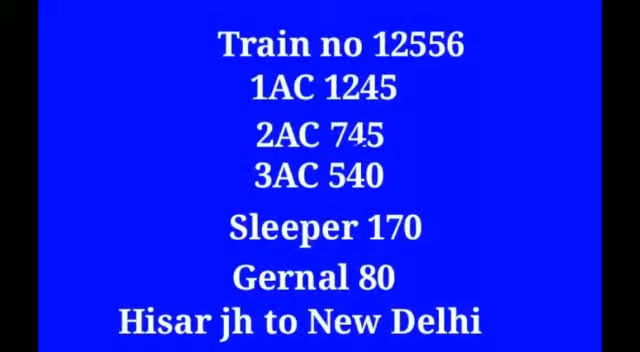 Train no 12556
1AC 1245
2AC 745
3AC 540
Sleeper 170
Gernal 80
Hisar jh to New Delhi